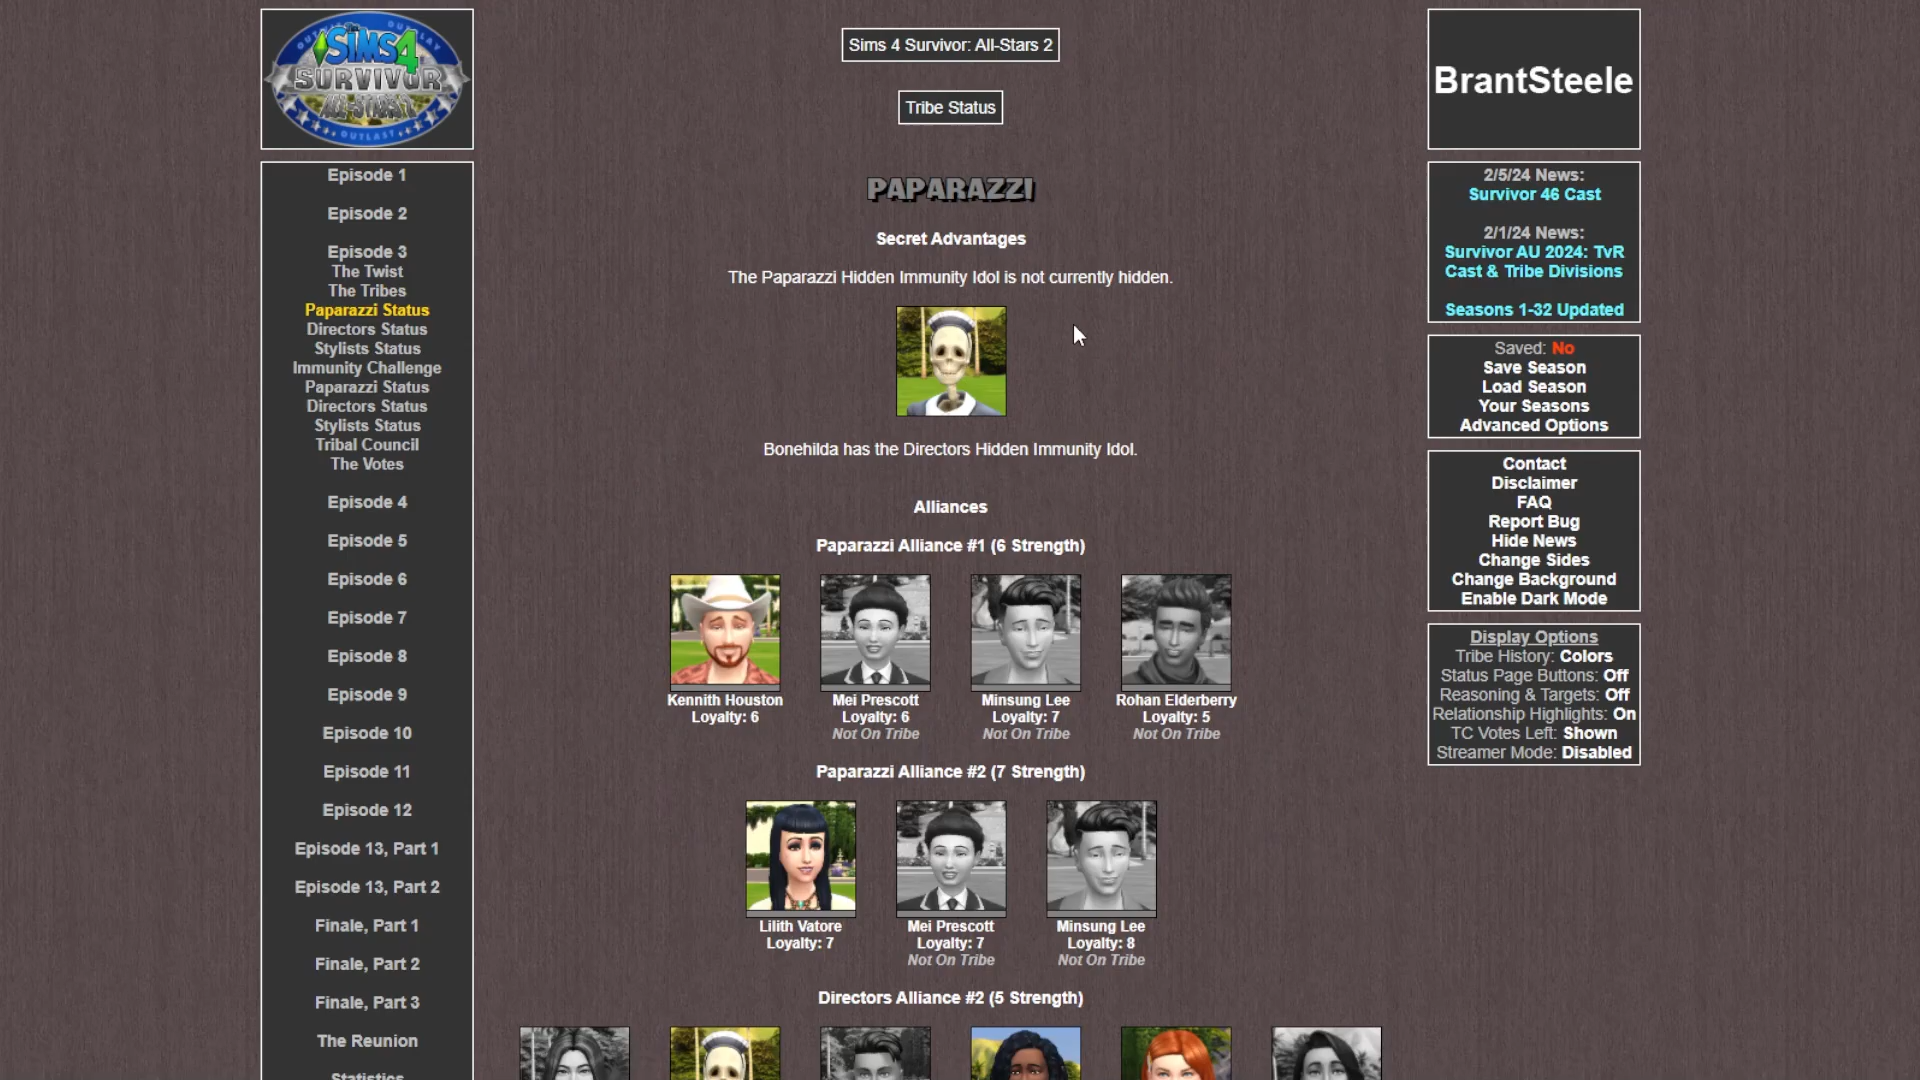 OUTWIT OUTPLAY
The SIMS 4
SURVIVOR
ALL-STARS 2
OUTLAST
Episode 1
Episode 2
Episode 3
The Twist
The Tribes
Paparazzi Status
Directors Status
Stylists Status
Immunity Challenge
Paparazzi Status
Directors Status
Stylists Status
Tribal Council
The Votes
Episode 4
Episode 5
Episode 6
Episode 7
Episode 8
Episode 9
Episode 10
Episode 11
Episode 12
Episode 13, Part 1
Episode 13, Part 2
Finale, Part 1
Finale, Part 2
Finale, Part 3
The Reunion
Statistics
Sims 4 Survivor: All-Stars 2
Tribe Status
PAPARAZZI
Secret Advantages
The Paparazzi Hidden Immunity Idol is not currently hidden.
Bonehilda has the Directors Hidden Immunity Idol.
Alliances
Paparazzi Alliance #1 (6 Strength)
Kennith Houston Mei Prescott Minsung Lee Rohan Elderberry
Loyalty: 6 Loyalty: 6 Loyalty: 7 Loyalty: 5
Not On Tribe Not On Tribe Not On Tribe
Paparazzi Alliance #2 (7 Strength)
Lilith Vatore Mei Prescott Minsung Lee
Loyalty: 7 Loyalty: 7 Loyalty: 8
Not On Tribe Not On Tribe
Directors Alliance #2 (5 Strength)
BrantSteele
2/5/24 News:
Survivor 46 Cast
2/1/24 News:
Survivor AU 2024: TvR
Cast & Tribe Divisions
Seasons 1-32 Updated
Saved: No
Save Season
Load Season
Your Seasons
Advanced Options
Contact
Disclaimer
FAQ
Report Bug
Hide News
Change Sides
Change Background
Enable Dark Mode
Display Options
Tribe History: Colors
Status Page Buttons: Off
Reasoning & Targets: Off
Relationship Highlights: On
TC Votes Left: Shown
Streamer Mode: Disabled